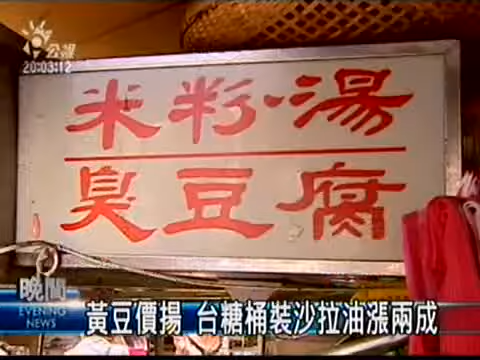 公視
20:03:12
米粉·湯
臭豆腐
晚間
EVENING
NEWS
黃豆價揚 台糖桶裝沙拉油漲兩成